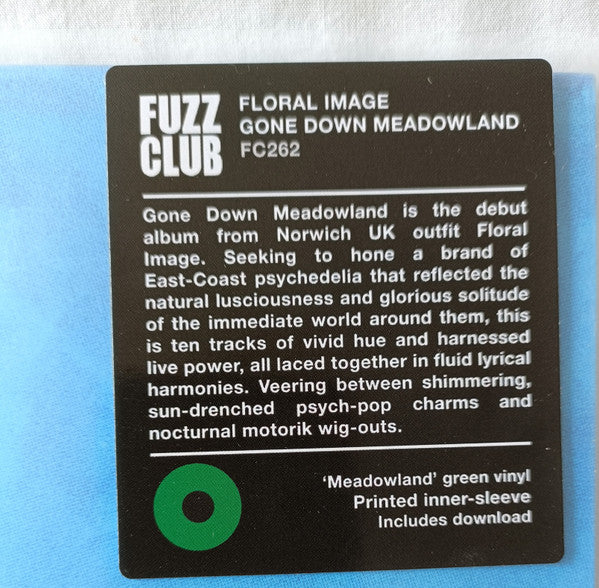 FUZZ
CLUB
FLORAL IMAGE
GONE DOWN MEADOWLAND
FC262
Gone Down Meadowland is the debut
album from Norwich UK outfit Floral
Image. Seeking to hone a brand of
East-Coast psychedelia that reflected the
natural lusciousness and glorious solitude
of the immediate world around them, this
is ten tracks of vivid hue and harnessed
live power, all laced together in fluid lyrical
harmonies. Veering between shimmering,
sun-drenched psych-pop charms and
nocturnal motorik wig-outs.
'Meadowland' green vinyl
Printed inner-sleeve
Includes download